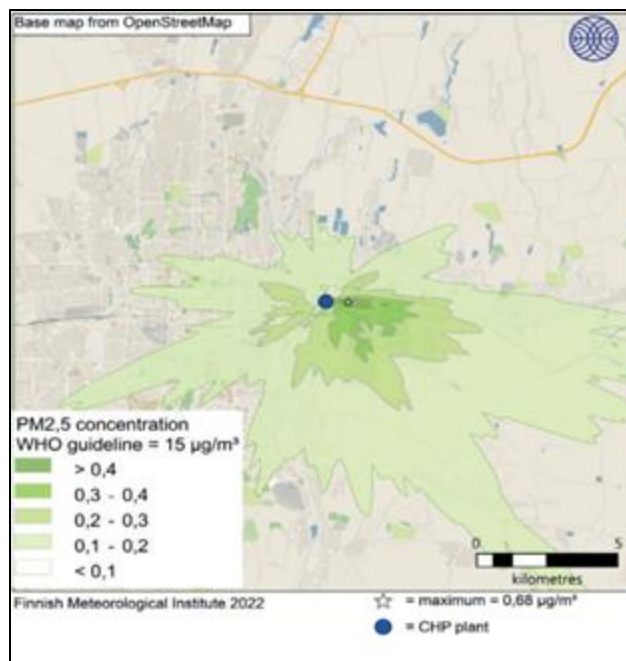 Base map from OpenStreetMap
PM2,5 concentration
WHO guideline = 15 µg/m³
> 0,4
0,3 - 0,4
0,2 - 0,3
0,1 - 0,2
< 0,1
0 5
kilometres
Finnish Meteorological Institute 2022
= maximum = 0,68 µg/m³
= CHP plant